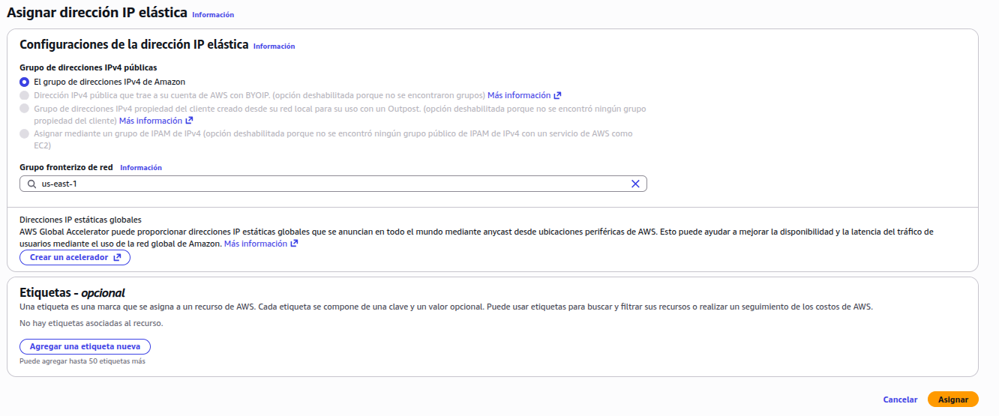 Asignar dirección IP elástica Información
Configuraciones de la dirección IP elástica Información
Grupo de direcciones IPv4 públicas
El grupo de direcciones IPv4 de Amazon
Dirección IPv4 pública que trae a su cuenta de AWS con BYOIP. (opción deshabilitada porque no se encontraron grupos) Más información
Grupo de direcciones IPv4 propiedad del cliente creado desde su red local para su uso con un Outpost. (opción deshabilitada porque no se encontró ningún grupo
propiedad del cliente) Más información
Asignar mediante un grupo de IPAM de IPv4 (opción deshabilitada porque no se encontró ningún grupo público de IPAM de IPv4 con un servicio de AWS como
EC2)
Grupo fronterizo de red Información
us-east-1
Direcciones IP estáticas globales
AWS Global Accelerator puede proporcionar direcciones IP estáticas globales que se anuncian en todo el mundo mediante anycast desde ubicaciones periféricas de AWS. Esto puede ayudar a mejorar la disponibilidad y la latencia del tráfico de
usuarios mediante el uso de la red global de Amazon. Más información
Crear un acelerador
Etiquetas - opcional
Una etiqueta es una marca que se asigna a un recurso de AWS. Cada etiqueta se compone de una clave y un valor opcional. Puede usar etiquetas para buscar y filtrar sus recursos o realizar un seguimiento de los costos de AWS.
No hay etiquetas asociadas al recurso.
Agregar una etiqueta nueva
Puede agregar hasta 50 etiquetas más
Cancelar Asignar